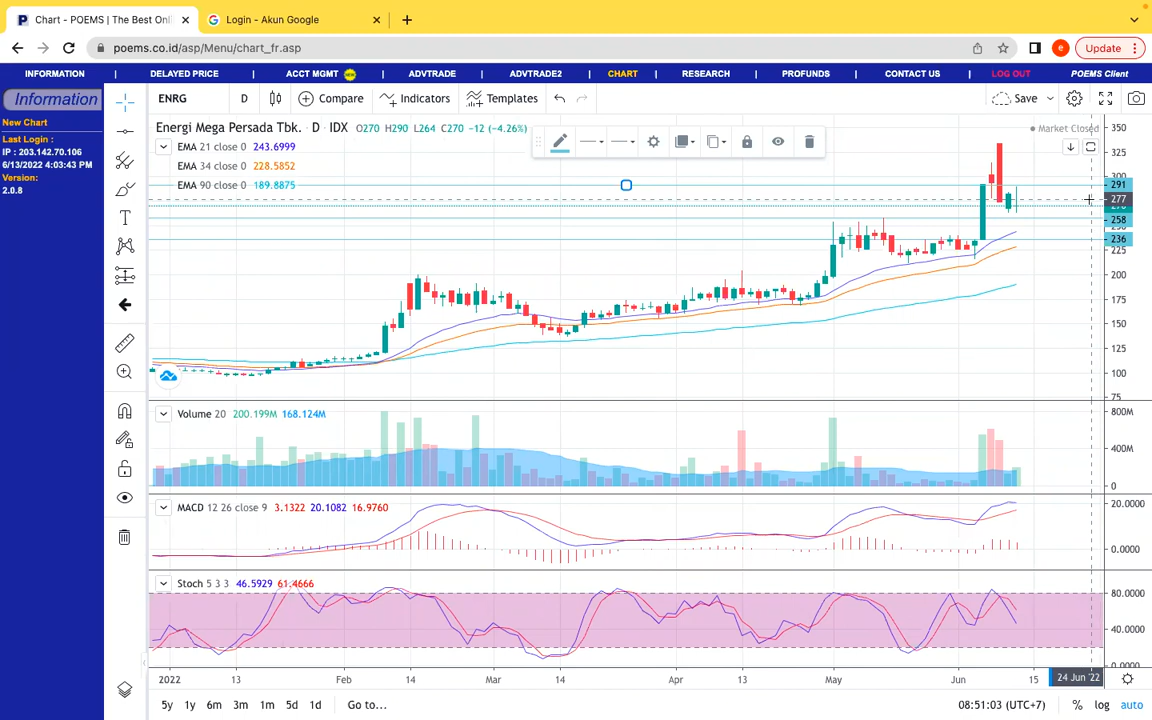 Chart - POEMS | The Best Onli
Login - Akun Google
poems.co.id/asp/Menu/chart_fr.asp
e
Update
INFORMATION | DELAYED PRICE | ACCT MGMT NEW | ADVTRADE | ADVTRADE2 | CHART | RESEARCH | PROFUNDS | CONTACT US | LOG OUT POEMS Client
Information
New Chart
Last Login :
IP : 203.142.70.106
6/13/2022 4:03:43 PM
Version:
2.0.8
ENRG D Compare Indicators Templates Save
Energi Mega Persada Tbk. D IDX O270 H290 L264 C270 −12 (−4.26%)
Market Closed
EMA 21 close 0 243.6999
EMA 34 close 0 228.5852
EMA 90 close 0 189.8875
350
325
300
291
277
258
236
225
200
175
150
125
100
75
Volume 20 200.199M 168.124M
800M
400M
0
MACD 12 26 close 9 3.1322 20.1082 16.9760
20.0000
0.0000
Stoch 5 3 3 46.5929 61.4666
80.0000
40.0000
0.0000
2022 13 Feb 14 Mar 14 Apr 13 May Jun 15 24 Jun '22
5y 1y 6m 3m 1m 5d 1d Go to...
08:51:03 (UTC+7) % log auto